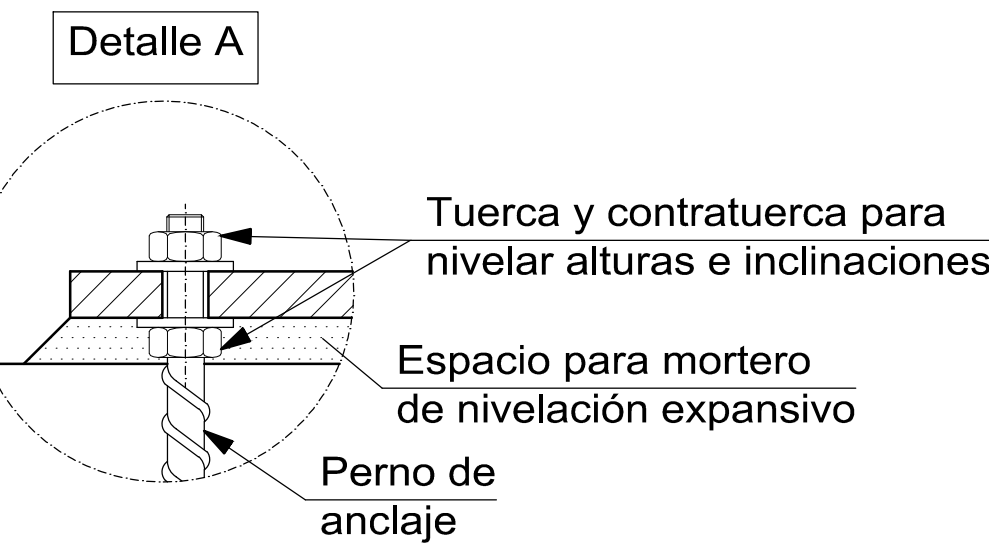 Detalle A
Tuerca y contratuerca para
nivelar alturas e inclinaciones
Espacio para mortero
de nivelación expansivo
Perno de
anclaje